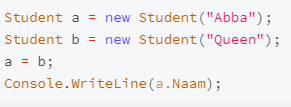 Student a = new Student("Abba");
Student b = new Student("Queen");
a = b;
Console.WriteLine(a.Naam);